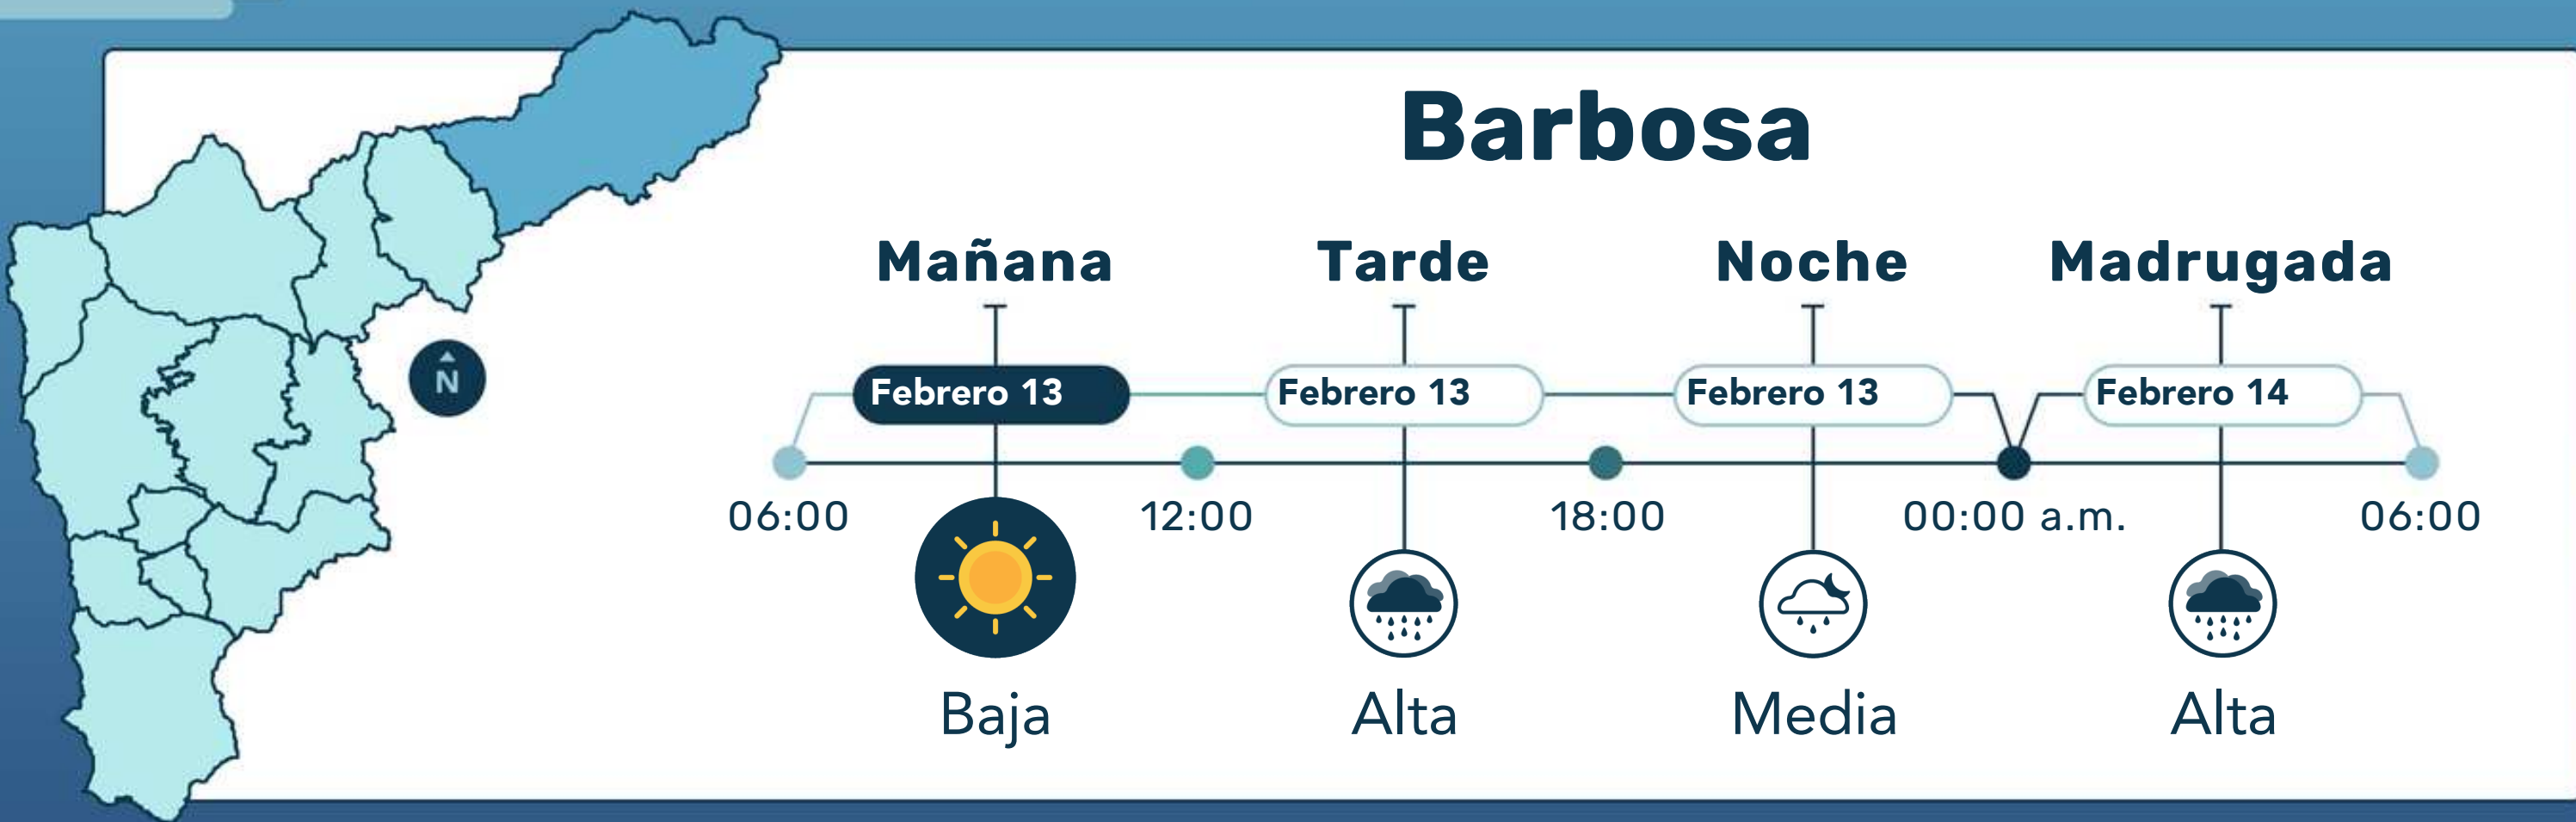 Barbosa
Mañana Tarde Noche Madrugada
Febrero 13 Febrero 13 Febrero 13 Febrero 14
N
06:00 12:00 18:00 00:00 a.m. 06:00
Baja Alta Media Alta